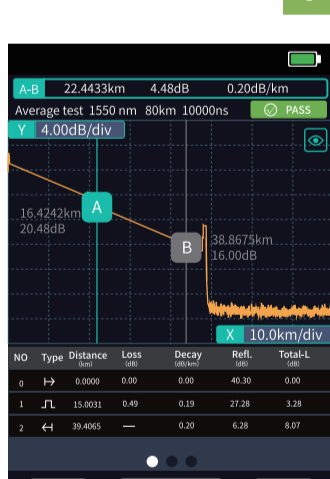 A-B 22.4433km 4.48dB 0.20dB/km
Average test 1550 nm 80km 10000ns PASS
Y 4.00dB/div
16.4242km A
20.48dB
B 38.8675km
16.00dB
X 10.0km/div
NO Type Distance (km) Loss (dB) Decay (dB/km) Refl. (dB) Total-L (dB)
0 0.0000 0.00 0.00 40.30 0.00
1 15.0031 0.49 0.19 27.28 3.28
2 39.4065 — 0.20 6.28 8.07